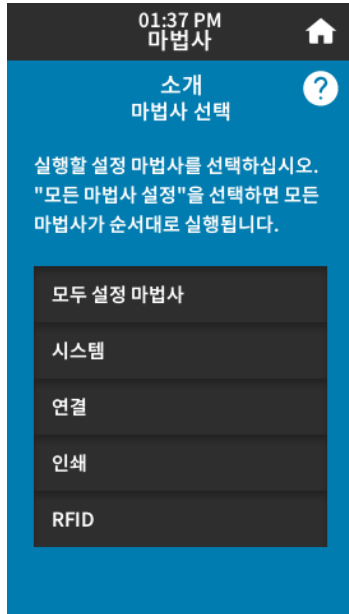 01:37 PM
마법사
소개
마법사 선택
?
실행할 설정 마법사를 선택하십시오.
"모든 마법사 설정"을 선택하면 모든
마법사가 순서대로 실행됩니다.
모두 설정 마법사
시스템
연결
인쇄
RFID